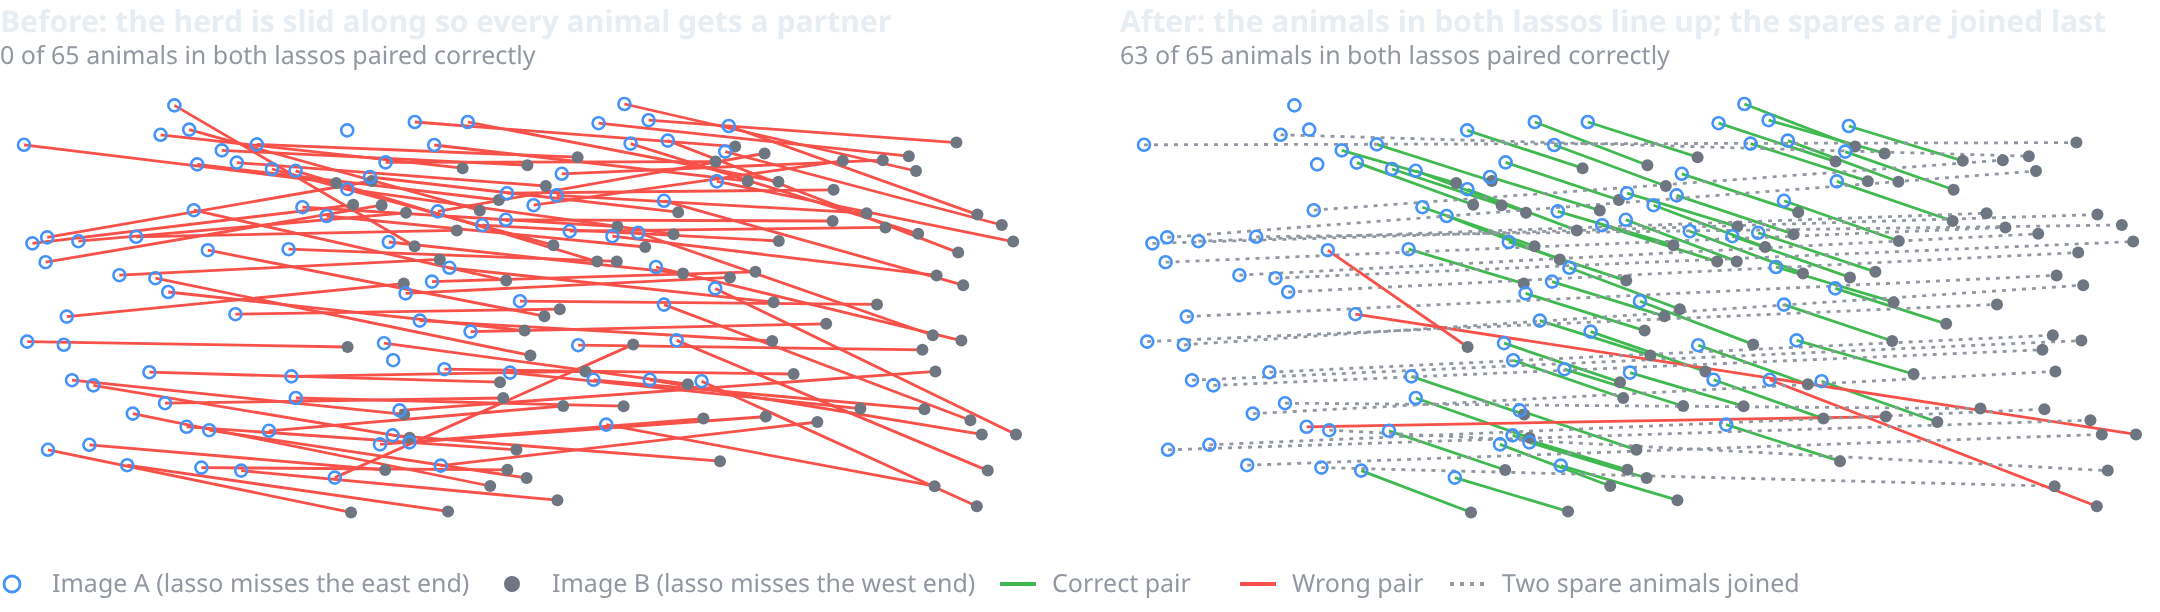 Before: the herd is slid along so every animal gets a partner
0 of 65 animals in both lassos paired correctly
After: the animals in both lassos line up; the spares are joined last
63 of 65 animals in both lassos paired correctly
Image A (lasso misses the east end)
Image B (lasso misses the west end)
Correct pair
Wrong pair
Two spare animals joined